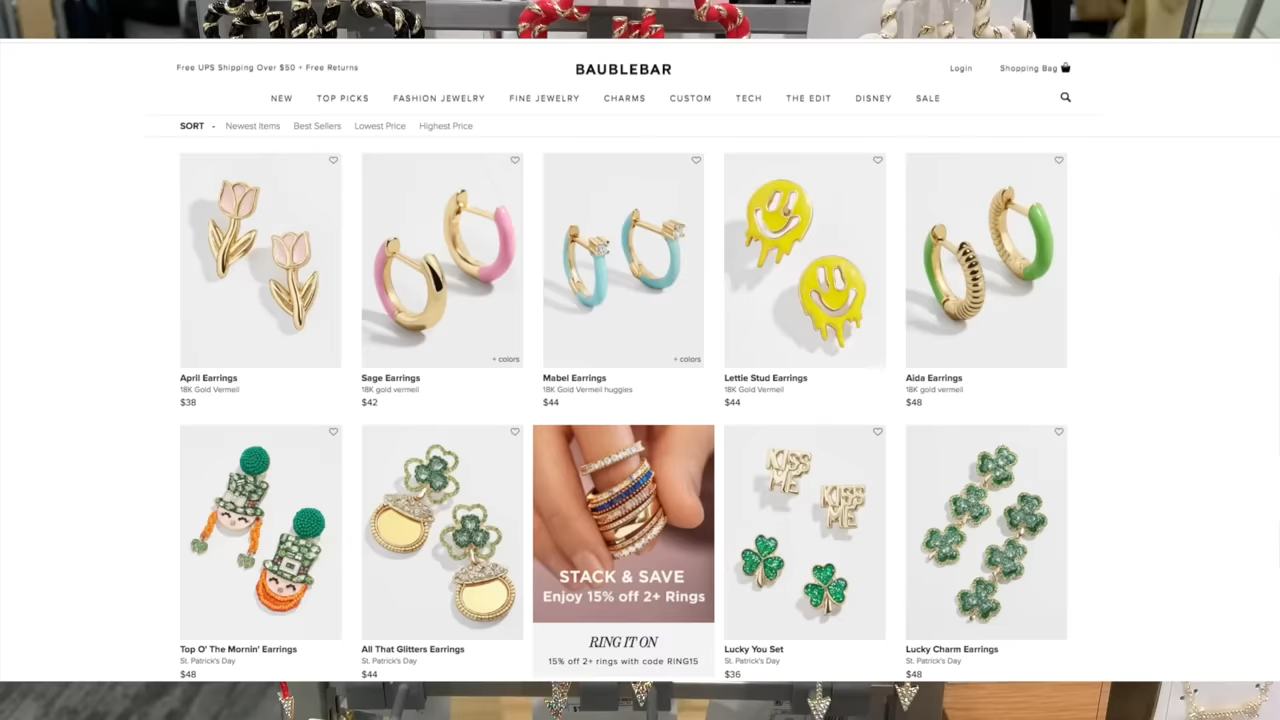 Free UPS Shipping Over $50 + Free Returns
BAUBLEBAR
Login
Shopping Bag
NEW TOP PICKS FASHION JEWELRY FINE JEWELRY CHARMS CUSTOM TECH THE EDIT DISNEY SALE
SORT - Newest Items Best Sellers Lowest Price Highest Price
+ colors
+ colors
April Earrings
18K Gold Vermeil
$38
Sage Earrings
18K gold vermeil
$42
Mabel Earrings
18K Gold Vermeil huggies
$44
Lettie Stud Earrings
18K Gold Vermeil
$44
Aida Earrings
18K gold vermeil
$48
KISS
ME
KISS
ME
STACK & SAVE
Enjoy 15% off 2+ Rings
RING IT ON
15% off 2+ rings with code RING15
Top O' The Mornin' Earrings
St. Patrick's Day
$48
All That Glitters Earrings
St. Patrick's Day
$44
Lucky You Set
St. Patrick's Day
$36
Lucky Charm Earrings
St. Patrick's Day
$48